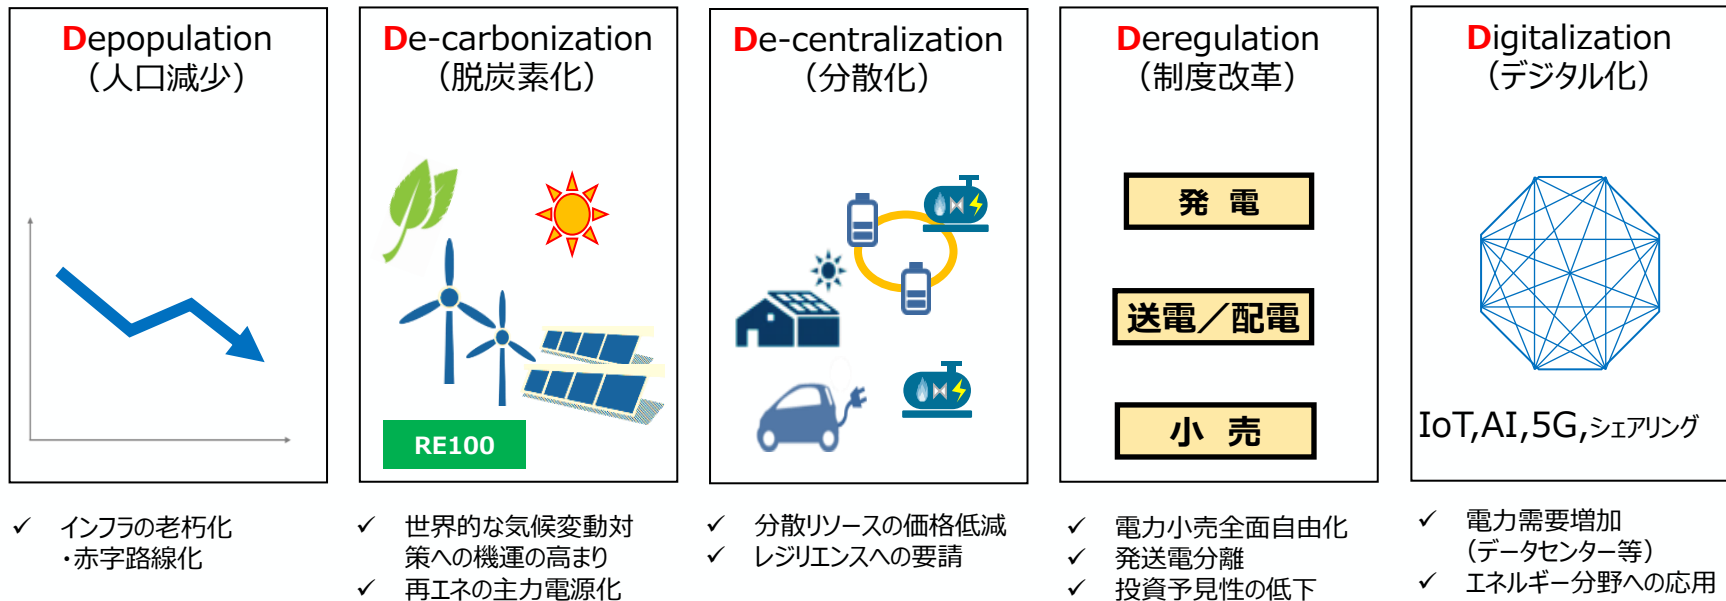 Depopulation
（人口減少）
✓ インフラの老朽化
・赤字路線化
De-carbonization
（脱炭素化）
RE100
✓ 世界的な気候変動対
策への機運の高まり
✓ 再エネの主力電源化
De-centralization
（分散化）
✓ 分散リソースの価格低減
✓ レジリエンスへの要請
Deregulation
（制度改革）
発 電
送電／配電
小 売
✓ 電力小売全面自由化
✓ 発送電分離
✓ 投資予見性の低下
Digitalization
（デジタル化）
IoT,AI,5G,シェアリング
✓ 電力需要増加
（データセンター等）
✓ エネルギー分野への応用